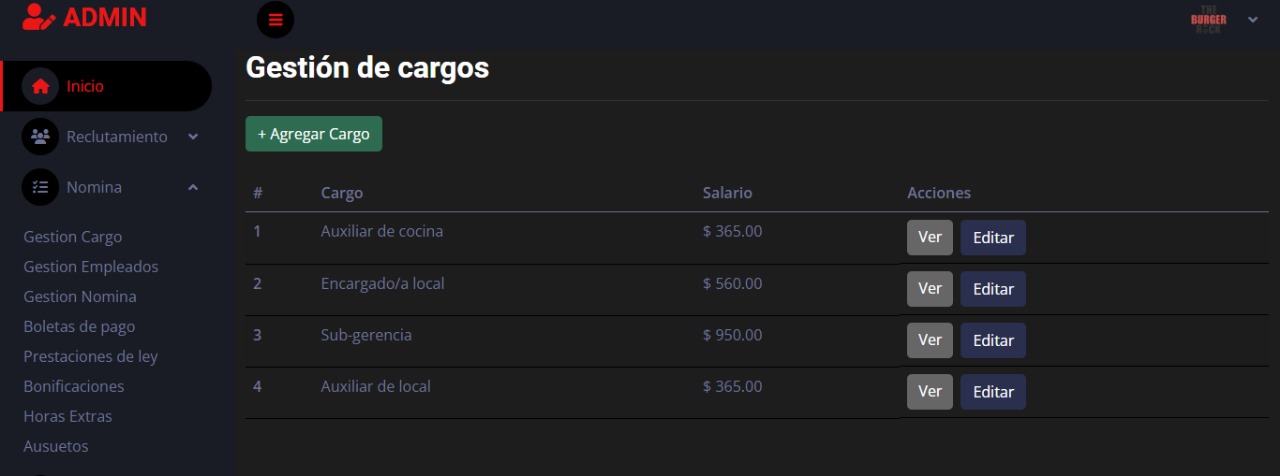 ADMIN
THE
BURGER
ROCK
Inicio
Reclutamiento
Nomina
Gestion Cargo
Gestion Empleados
Gestion Nomina
Boletas de pago
Prestaciones de ley
Bonificaciones
Horas Extras
Ausuetos
Gestión de cargos
+ Agregar Cargo
# Cargo Salario Acciones
1 Auxiliar de cocina $ 365.00 Ver Editar
2 Encargado/a local $ 560.00 Ver Editar
3 Sub-gerencia $ 950.00 Ver Editar
4 Auxiliar de local $ 365.00 Ver Editar